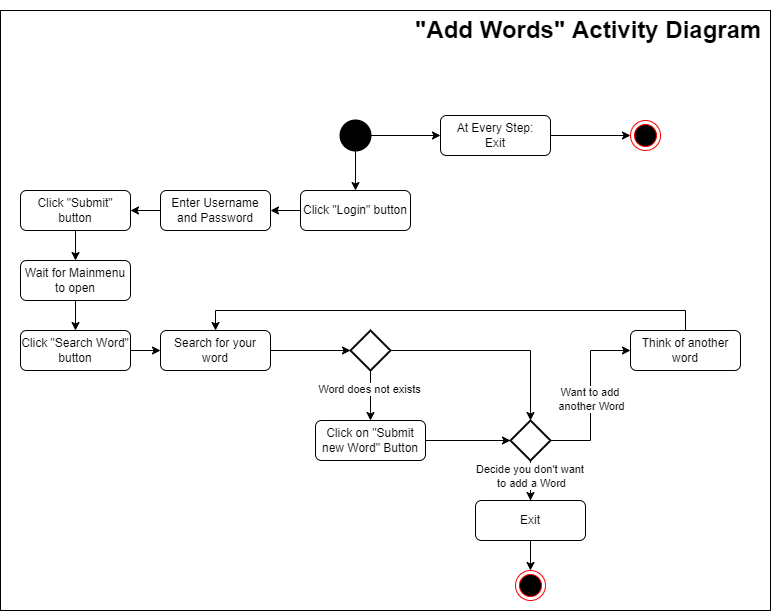 "Add Words" Activity Diagram
At Every Step:
Exit
Click "Submit"
button
Enter Username
and Password
Click "Login" button
Wait for Mainmenu
to open
Click "Search Word"
button
Search for your
word
Think of another
word
Word does not exists
Want to add
another Word
Click on "Submit
new Word" Button
Decide you don't want
to add a Word
Exit